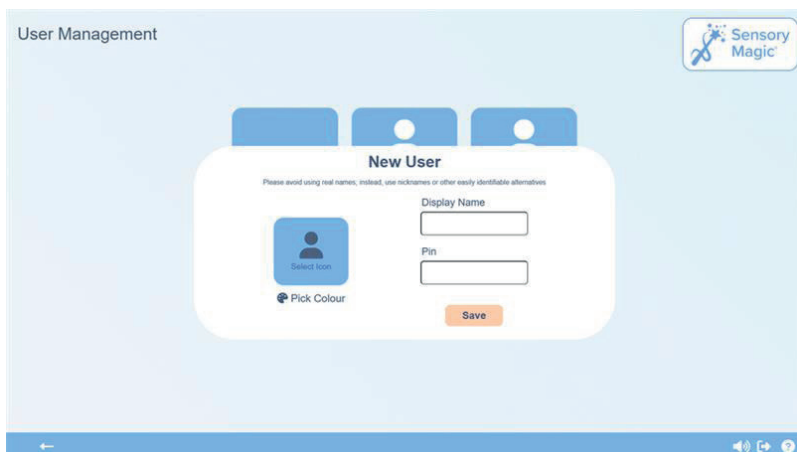 User Management
Sensory
Magic
New User
Please avoid using real names, instead, use nicknames or other easily identifiable alternatives
Display Name
Select Icon
Pin
Pick Colour
Save